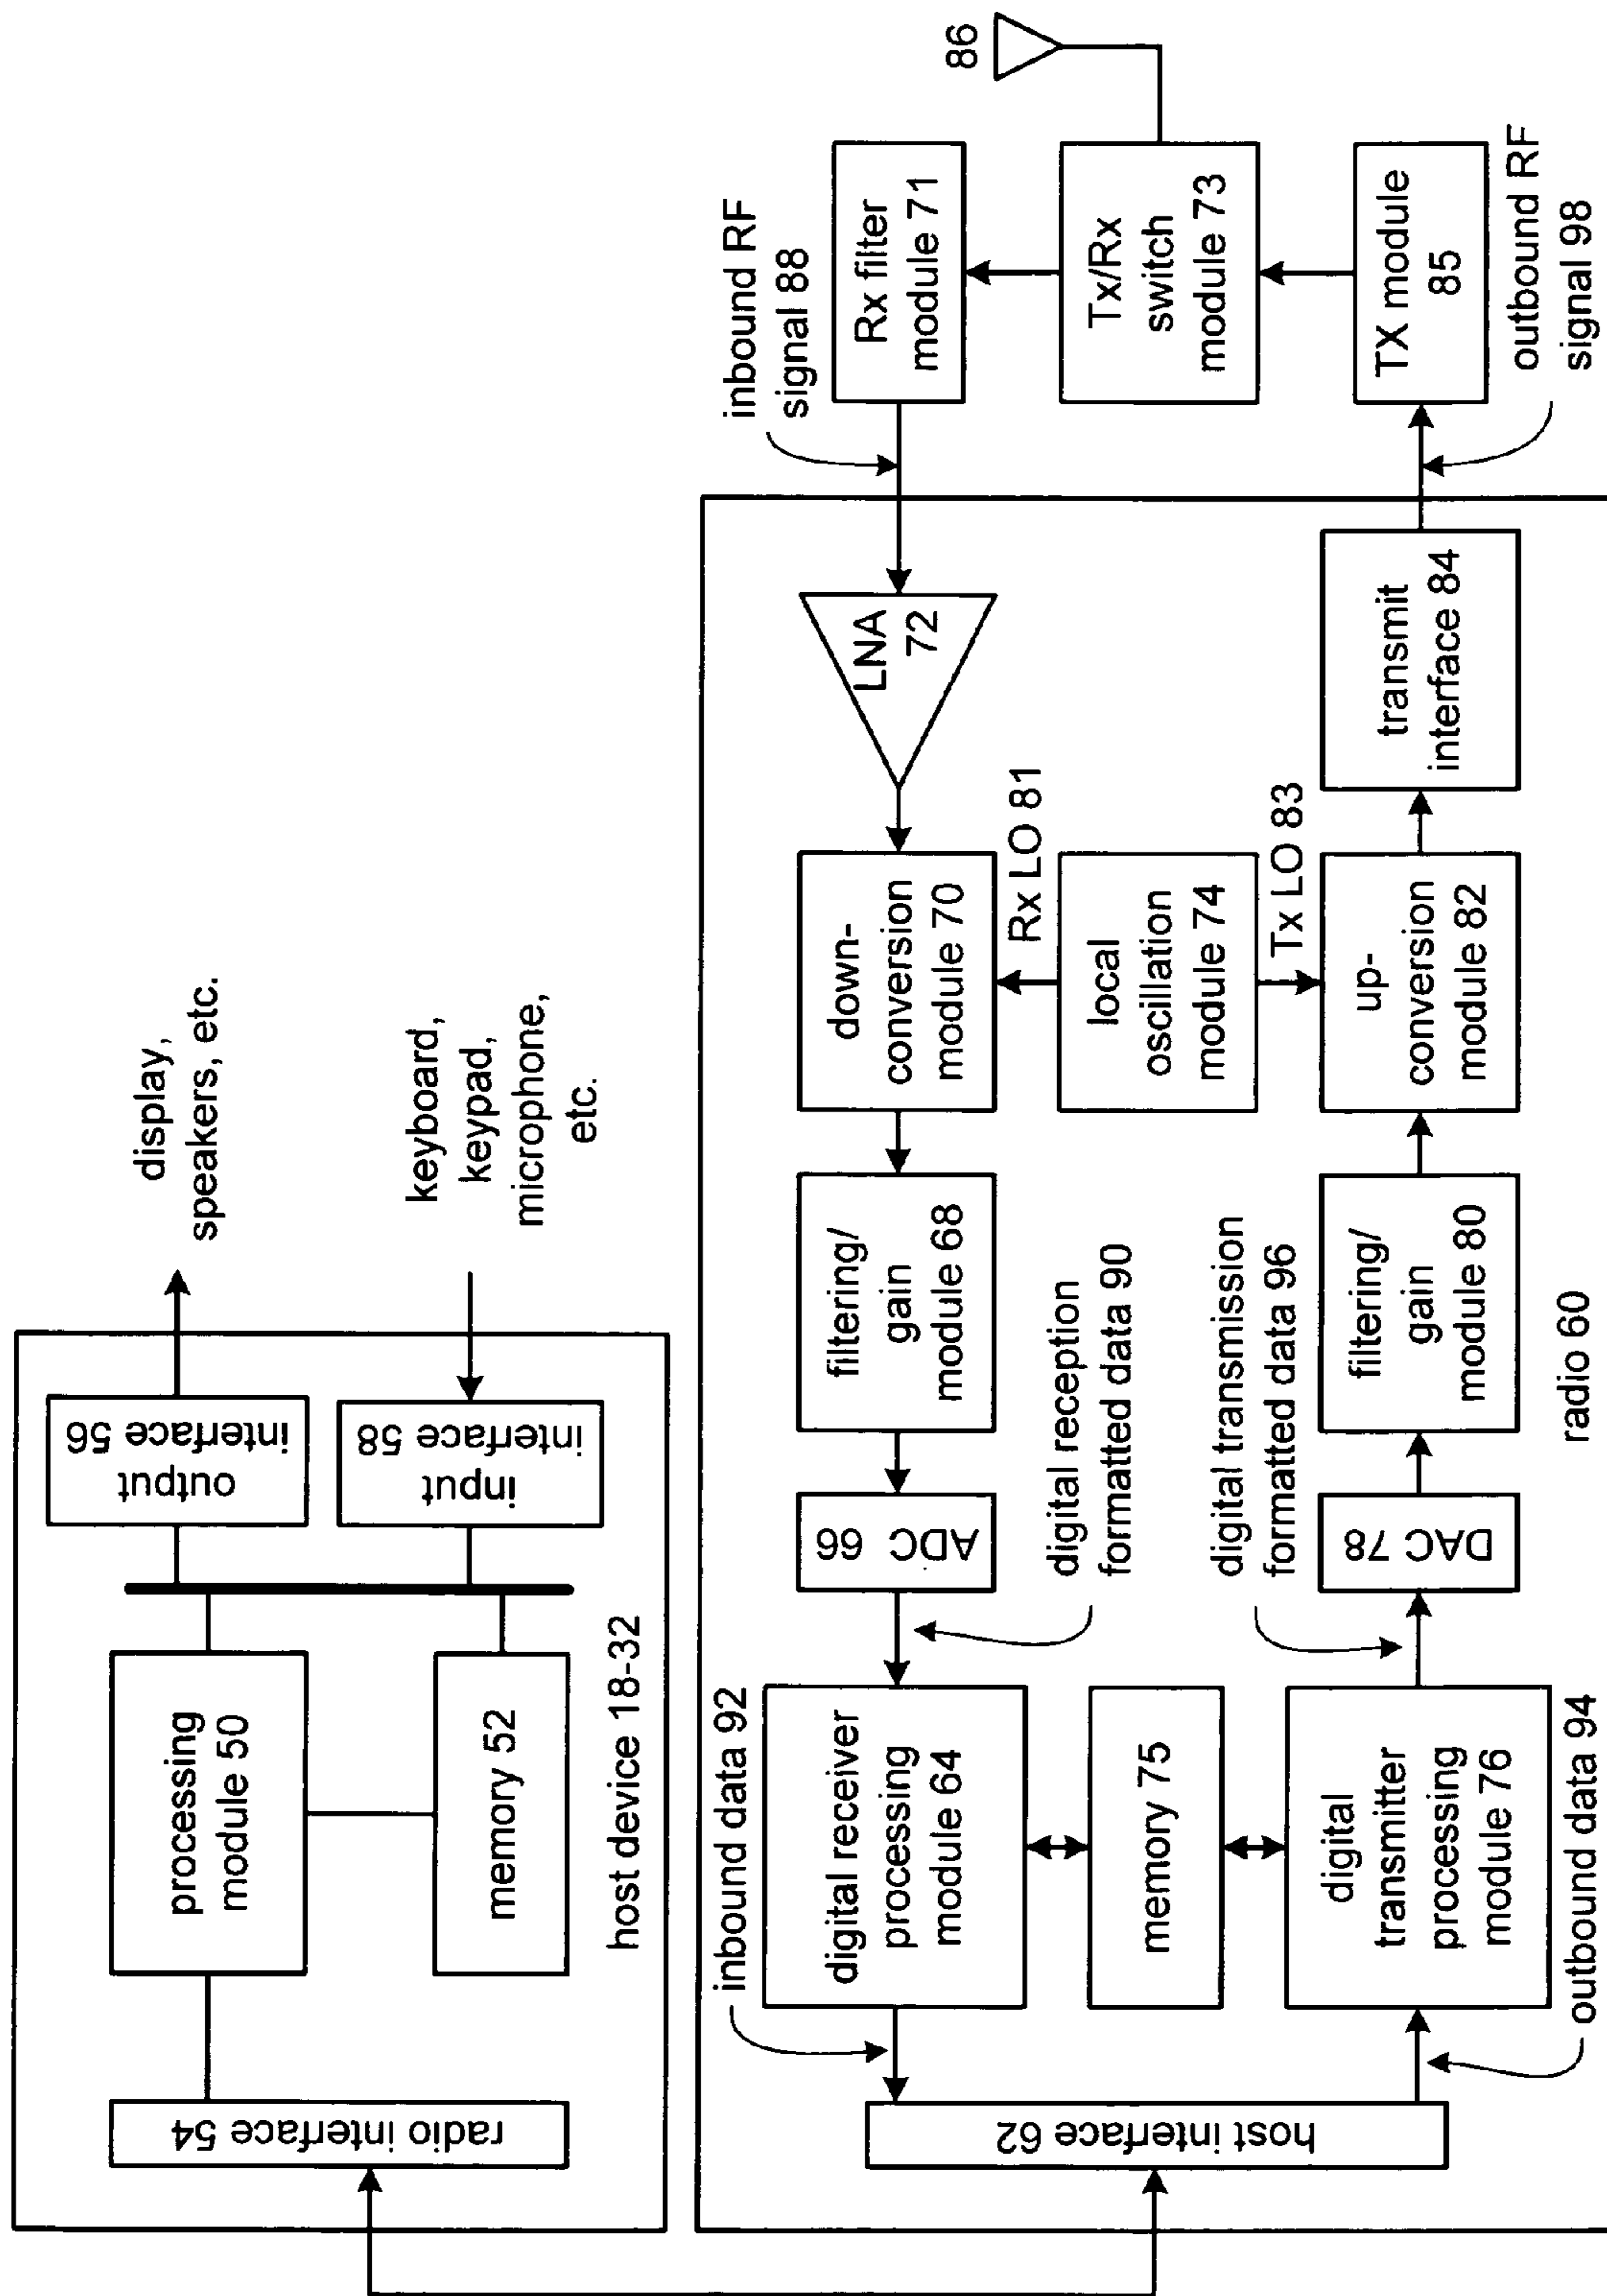 display,
speakers, etc.
keyboard,
keypad,
microphone,
etc.
output
interface 56
input
interface 58
processing
module 50
memory 52
radio interface 54
host device 18-32
86
inbound RF
signal 88
Rx filter
module 71
Tx/Rx
switch
module 73
TX module
85
outbound RF
signal 98
LNA
72
down-
conversion
module 70
Rx LO 81
local
oscillation
module 74
Tx LO 83
up-
conversion
module 82
transmit
interface 84
filtering/
gain
module 68
filtering/
gain
module 80
ADC 66
DAC 78
digital reception
formatted data 90
digital transmission
formatted data 96
inbound data 92
digital receiver
processing
module 64
memory 75
digital
transmitter
processing
module 76
outbound data 94
host interface 62
radio 60